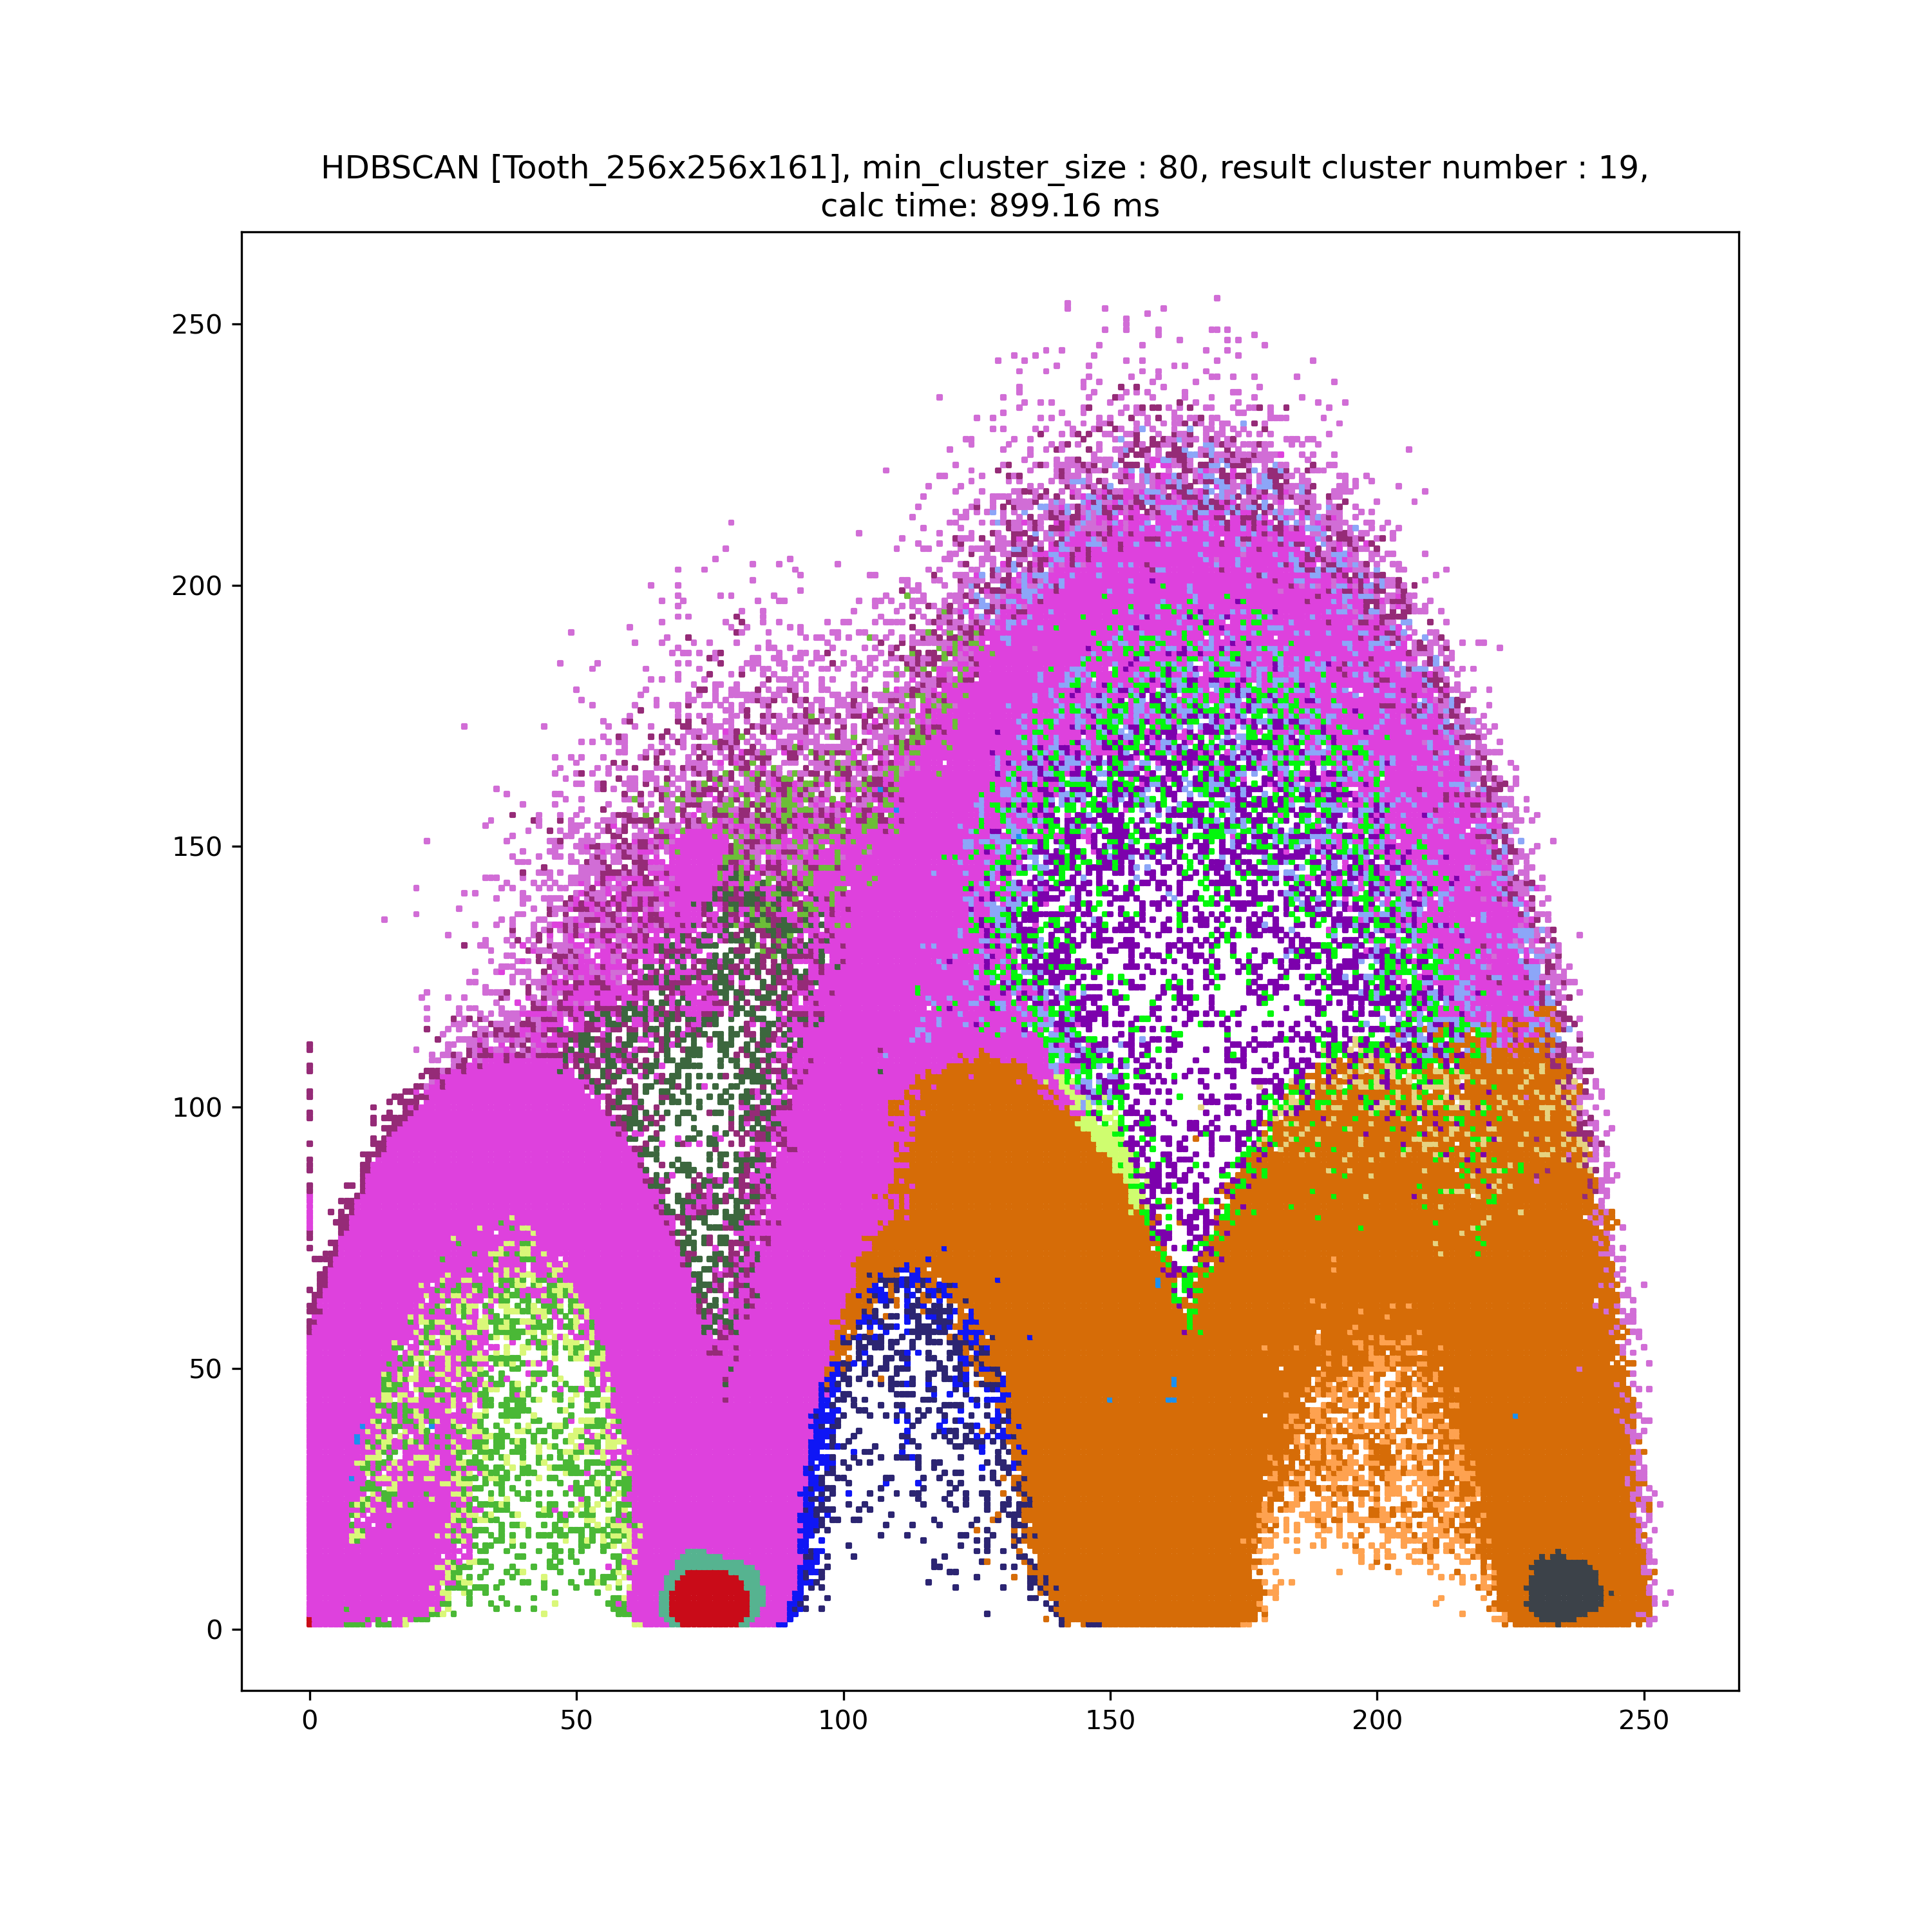 HDBSCAN [Tooth_256x256x161], min_cluster_size : 80, result cluster number : 19,
calc time: 899.16 ms
250
200
150
100
50
0
0 50 100 150 200 250